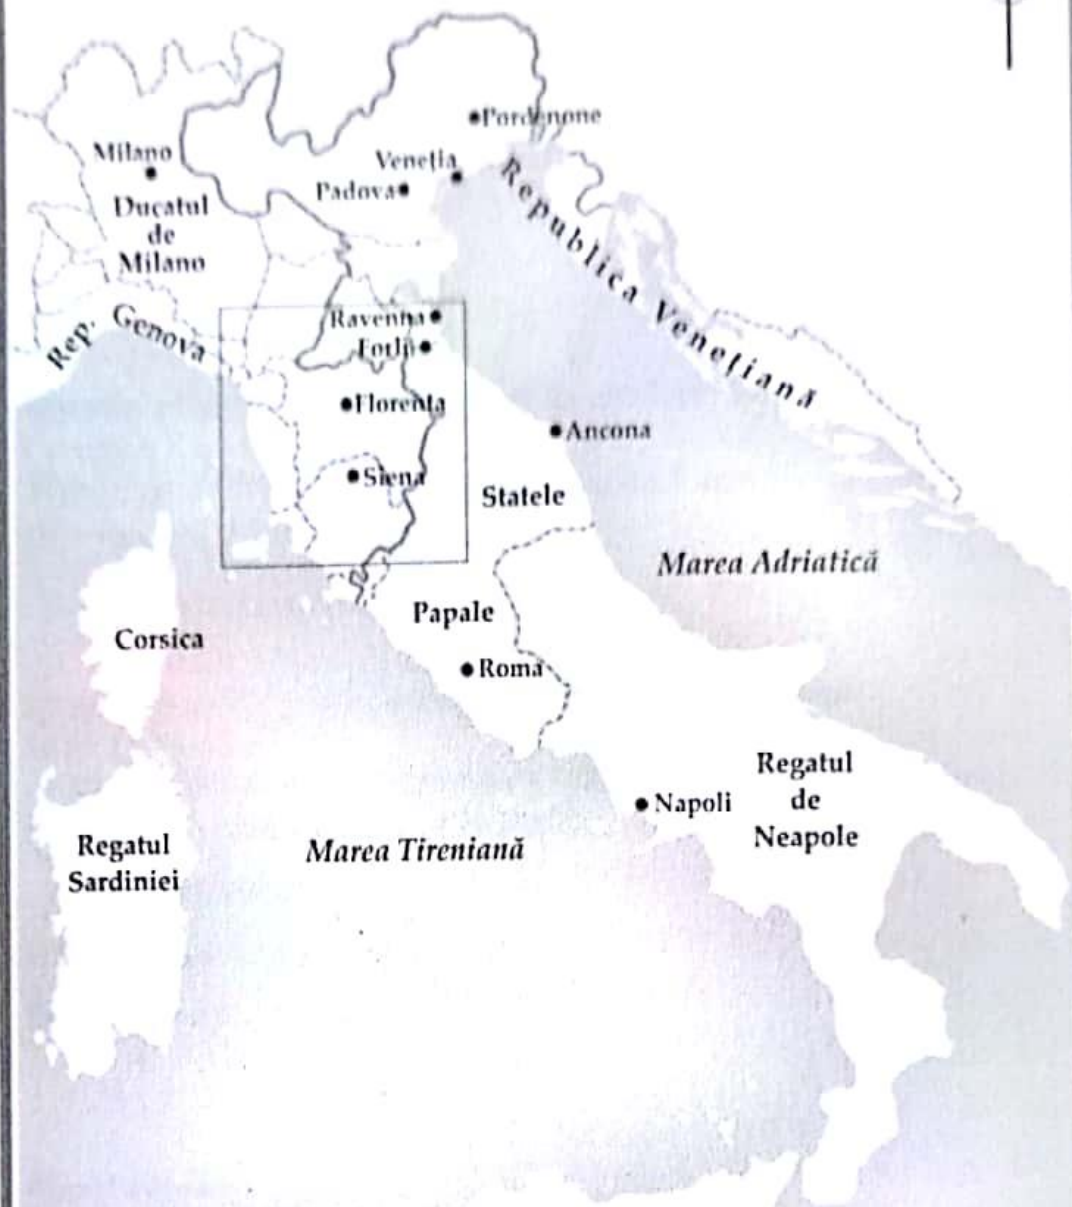 Pordenone
Milano
Veneția
Padova
Republica Venețiană
Ducatul
de
Milano
Rep. Genova
Ravenna
Forlì
Florența
Ancona
Siena
Statele
Marea Adriatică
Papale
Corsica
Roma
Regatul
de
Neapole
Napoli
Regatul
Sardiniei
Marea Tireniană